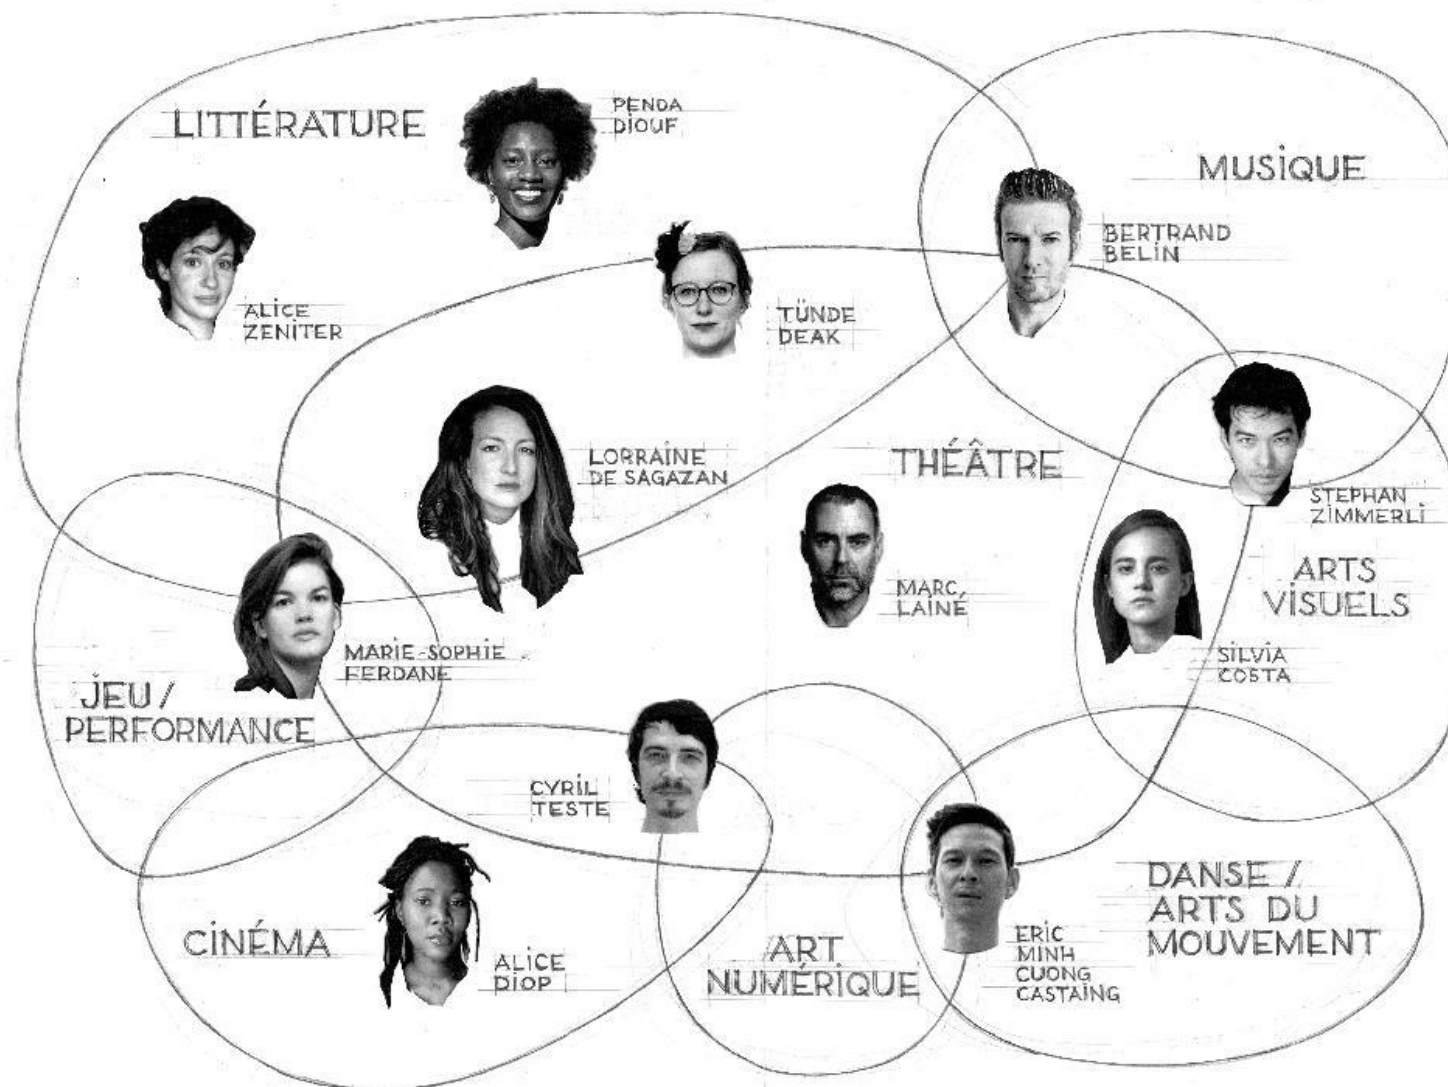 LITTÉRATURE
PENDA
DIOUF
MUSIQUE
BERTRAND
BELIN
ALICE
ZENITER
TÜNDE
DEAK
LORRAINE
DE SAGAZAN
THÉÂTRE
STEPHAN
ZIMMERLI
MARC
LAINÉ
ARTS
VISUELS
SILVIA
COSTA
MARIE-SOPHIE
FERDANE
JEU /
PERFORMANCE
CYRIL
TESTE
CINÉMA
ALICE
DIOP
ART
NUMÉRIQUE
ERIC
MINH
CUONG
CASTAING
DANSE /
ARTS DU
MOUVEMENT